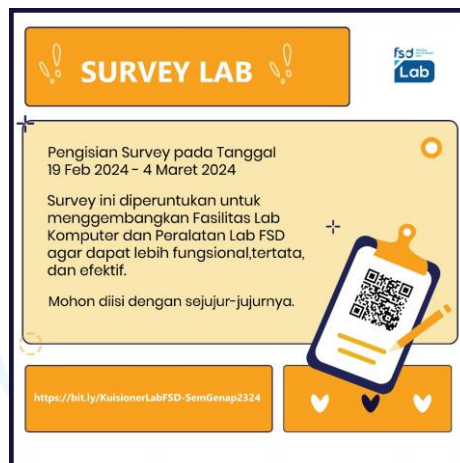 SURVEY LAB
fsd
Lab
Pengisian Survey pada Tanggal
19 Feb 2024 - 4 Maret 2024
Survey ini diperuntukan untuk
menggembangkan Fasilitas Lab
Komputer dan Peralatan Lab FSD
agar dapat lebih fungsional,tertata,
dan efektif.
Mohon diisi dengan sejujur-jujurnya.
https://bit.ly/KuisionerLabFSD-SemGenap2324